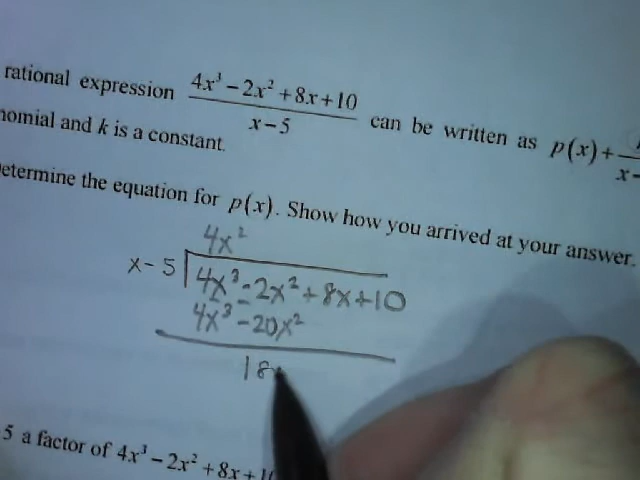 rational expression 4x³ − 2x² + 8x + 10 / x − 5 can be written as p(x) +
nomial and k is a constant.
etermine the equation for p(x). Show how you arrived at your answer.
4x²
x - 5 4x³ - 2x² + 8x + 10
4x³ - 20x²
18x
5 a factor of 4x³ − 2x² + 8x + 10